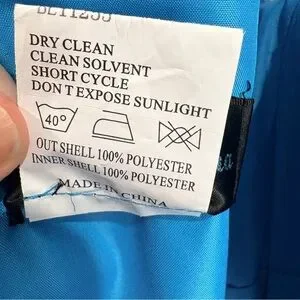 DRY CLEAN
CLEAN SOLVENT
SHORT CYCLE
DON T EXPOSE SUNLIGHT
40°
OUT SHELL 100% POLYESTER
INNER SHELL 100% POLYESTER
MADE IN CHINA